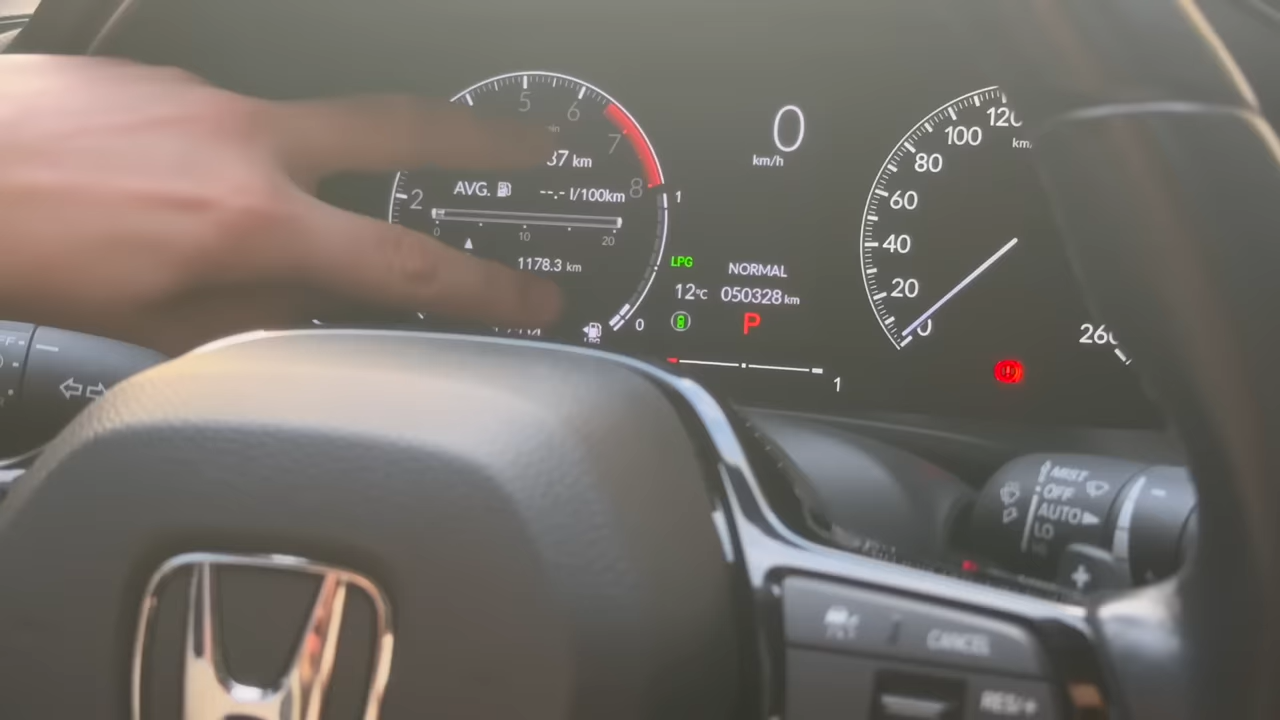 5
6
7
8
2
37 km
AVG. --.- l/100km
0 10 20
1178.3 km
1
0
0
km/h
LPG
NORMAL
12°C 050328 km
P
1
120
100
80
60
40
20
0
km
260
OFF
MIST
OFF
AUTO
LO
CANCEL
RES/+